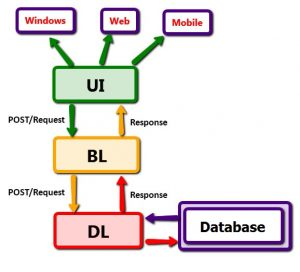 Windows
Web
Mobile
UI
POST/Request
Response
BL
POST/Request
Response
DL
Database